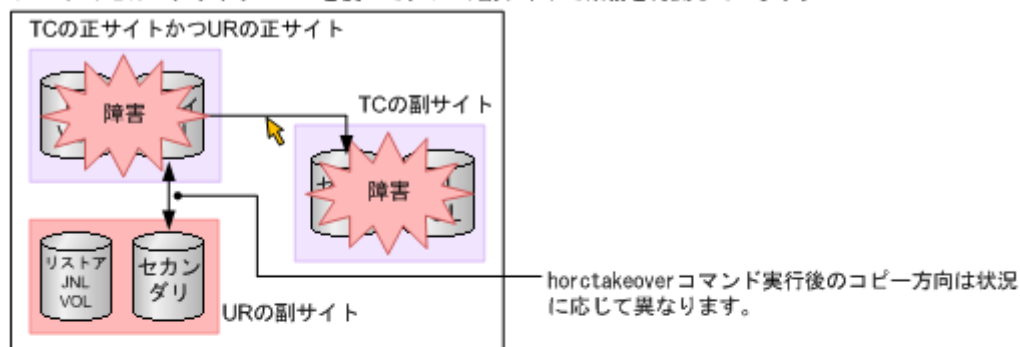 TCの正サイトかつURの正サイト
障害
TCの副サイト
障害
リストア
JNL
VOL
セカン
ダリ
URの副サイト
horctakeoverコマンド実行後のコピー方向は状況
に応じて異なります。